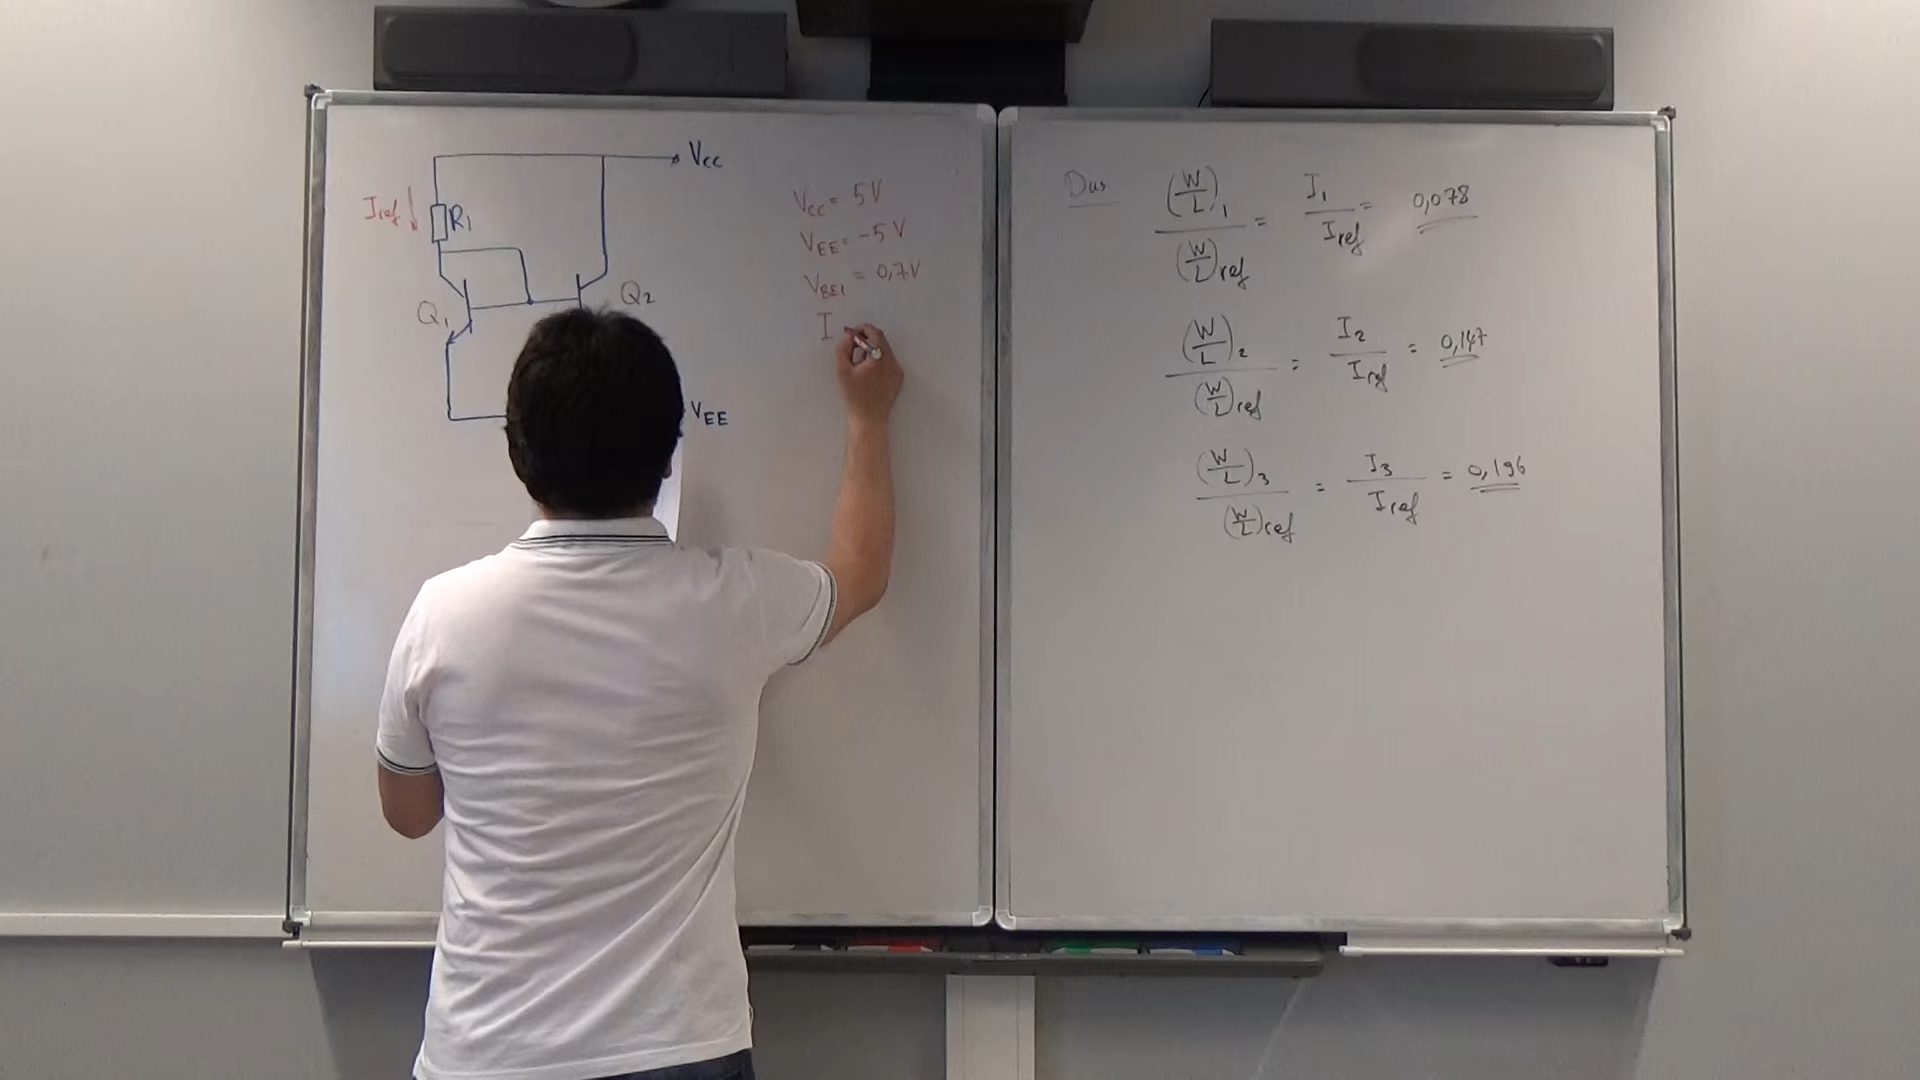 Vcc
Iref
R1
Q1
Q2
VEE
Vcc = 5V
VEE = -5V
VBE1 = 0,7V
I
Dus (W/L)1 / (W/L)ref = I1 / Iref = 0,078
(W/L)2 / (W/L)ref = I2 / Iref = 0,147
(W/L)3 / (W/L)ref = I3 / Iref = 0,196